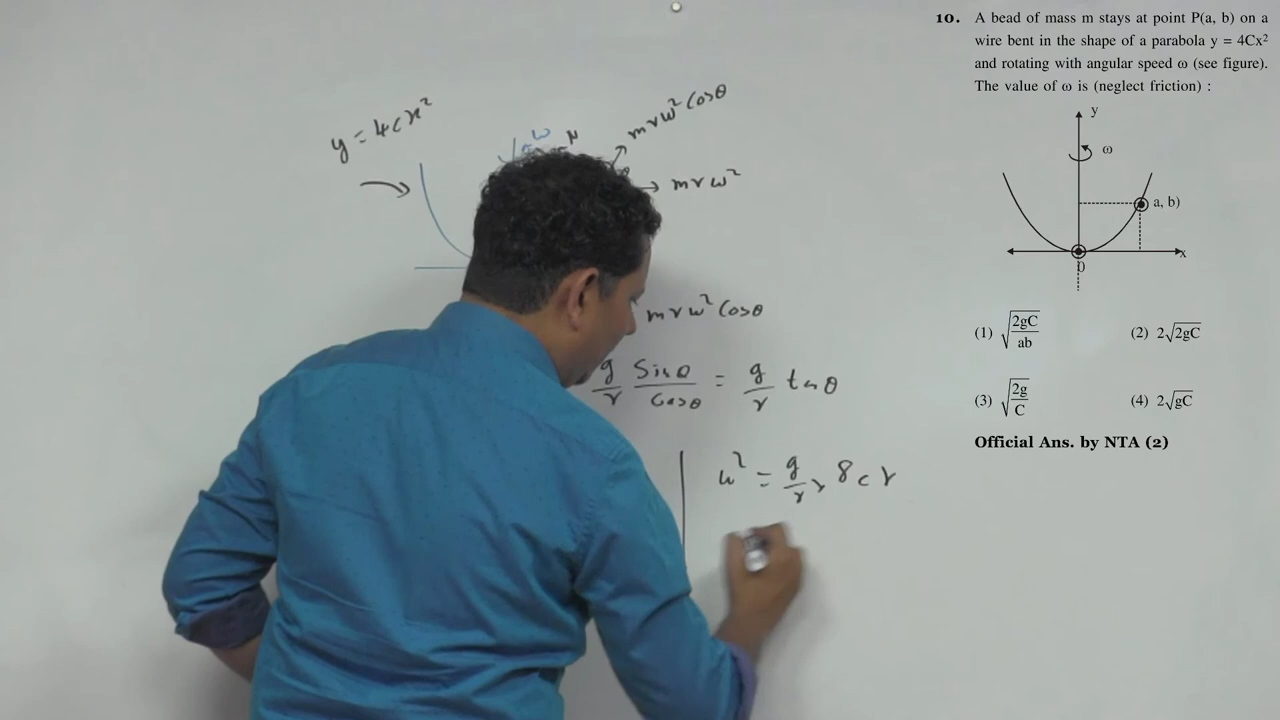 y = 4cx²
ω
N
mrω² Cosθ
mrω²
mrω² Cosθ
g/r Sinθ/Cosθ = g/r tanθ
ω² = g/r × 8cr
10. A bead of mass m stays at point P(a, b) on a
wire bent in the shape of a parabola y = 4Cx²
and rotating with angular speed ω (see figure).
The value of ω is (neglect friction) :
y
ω
a, b)
x
0
(1) √(2gC/ab) (2) 2√(2gC)
(3) √(2g/C) (4) 2√(gC)
Official Ans. by NTA (2)